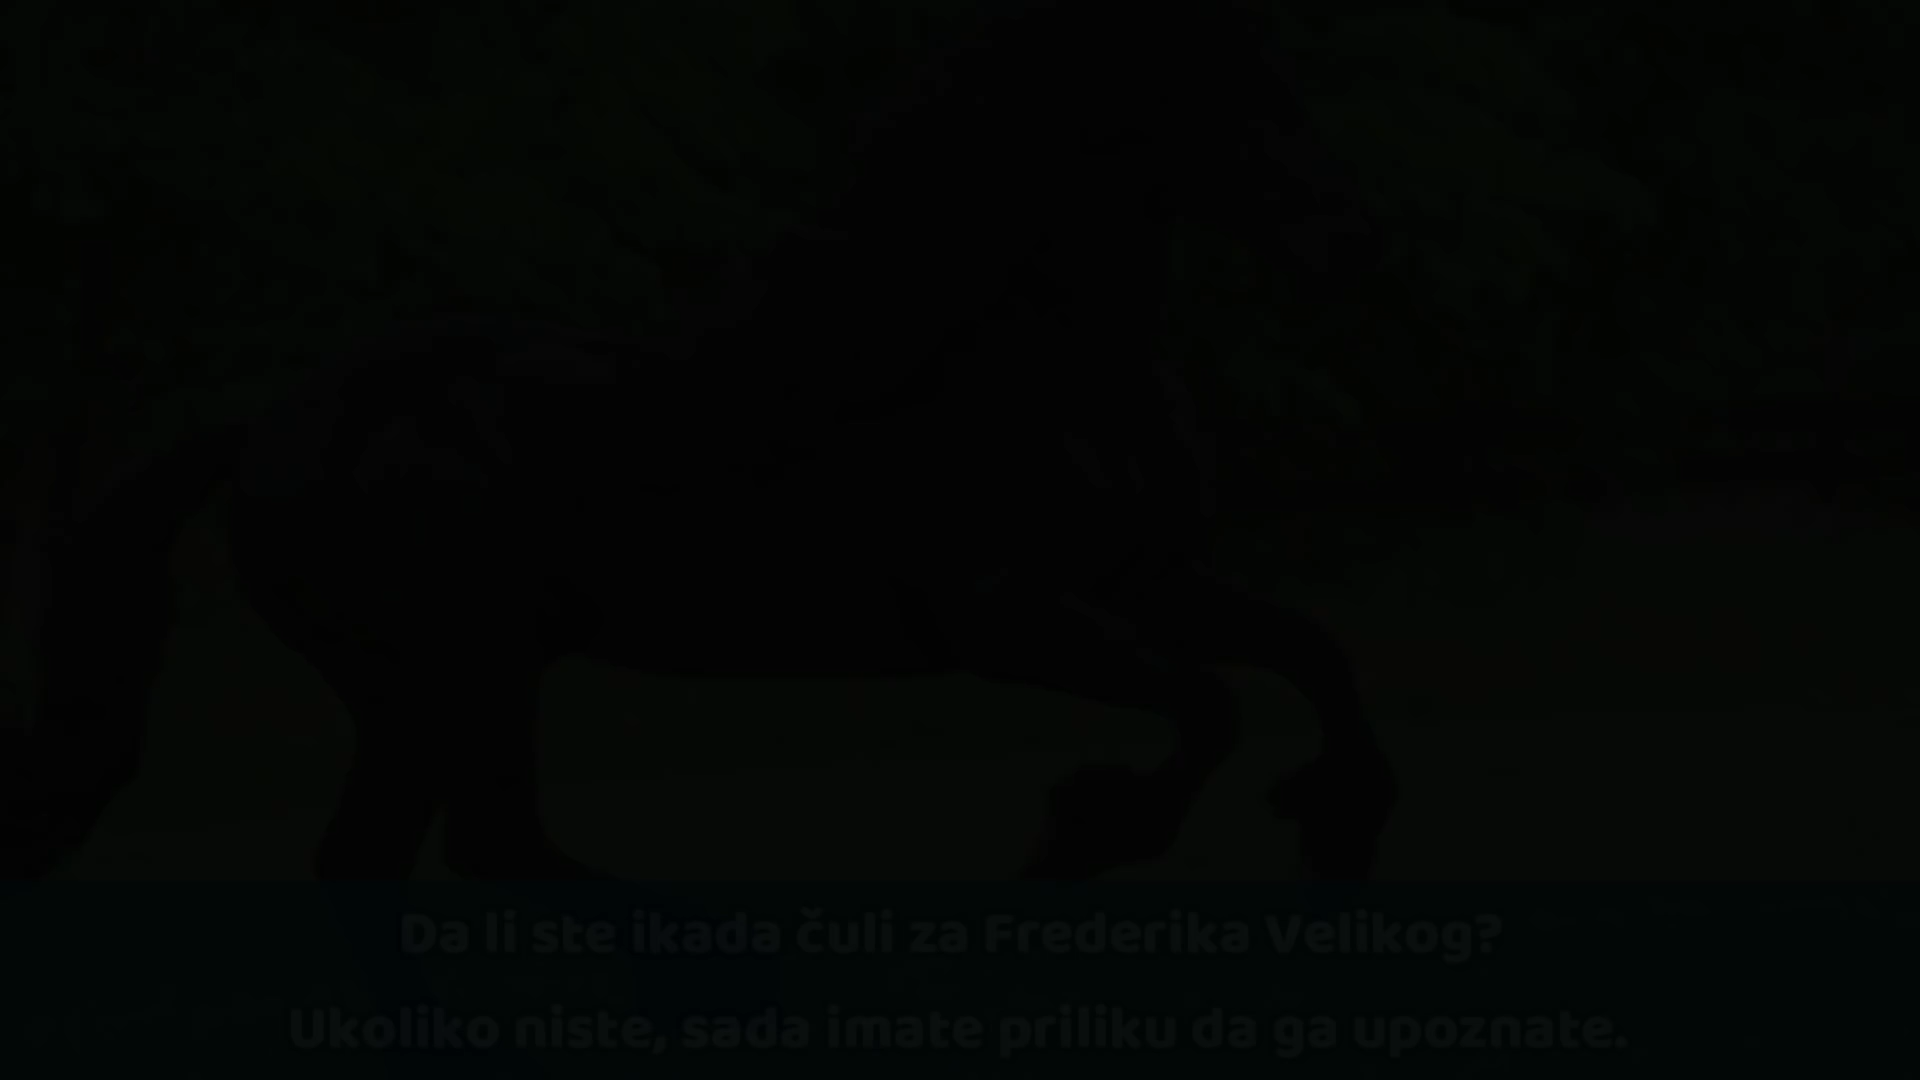 Da li ste ikada čuli za Frederika Velikog?
Ukoliko niste, sada imate priliku da ga upoznate.